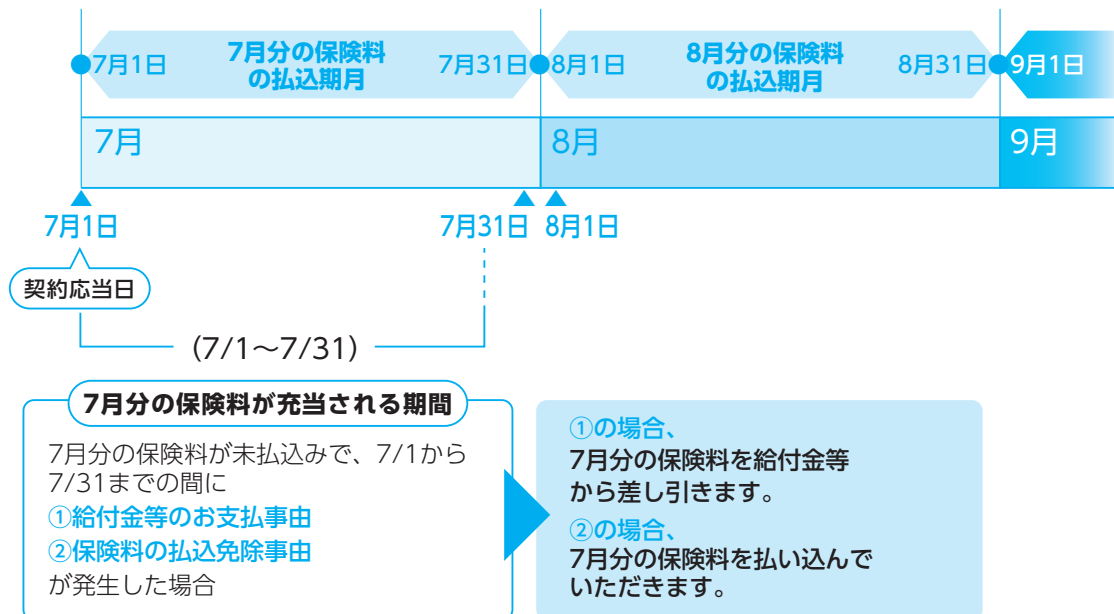 7月1日
7月分の保険料
の払込期月
7月31日
8月1日
8月分の保険料
の払込期月
8月31日
9月1日
7月
8月
9月
7月1日
7月31日
8月1日
契約応当日
(7/1〜7/31)
7月分の保険料が充当される期間
7月分の保険料が未払込みで、7/1から
7/31までの間に
①給付金等のお支払事由
②保険料の払込免除事由
が発生した場合
①の場合、
7月分の保険料を給付金等
から差し引きます。
②の場合、
7月分の保険料を払い込んで
いただきます。